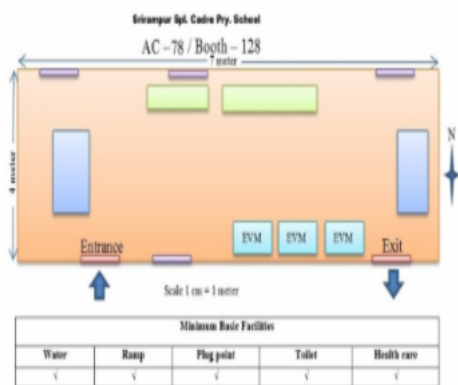 Srirampur Spl. Cadre Pry. School
AC – 78 / Booth – 128
7 meter
4 meter
N
EVM EVM EVM
Entrance Exit
Scale 1 cm = 1 meter
Minimum Basic Facilities
Water Ramp Plug point Toilet Health care
√ √ √ √ √